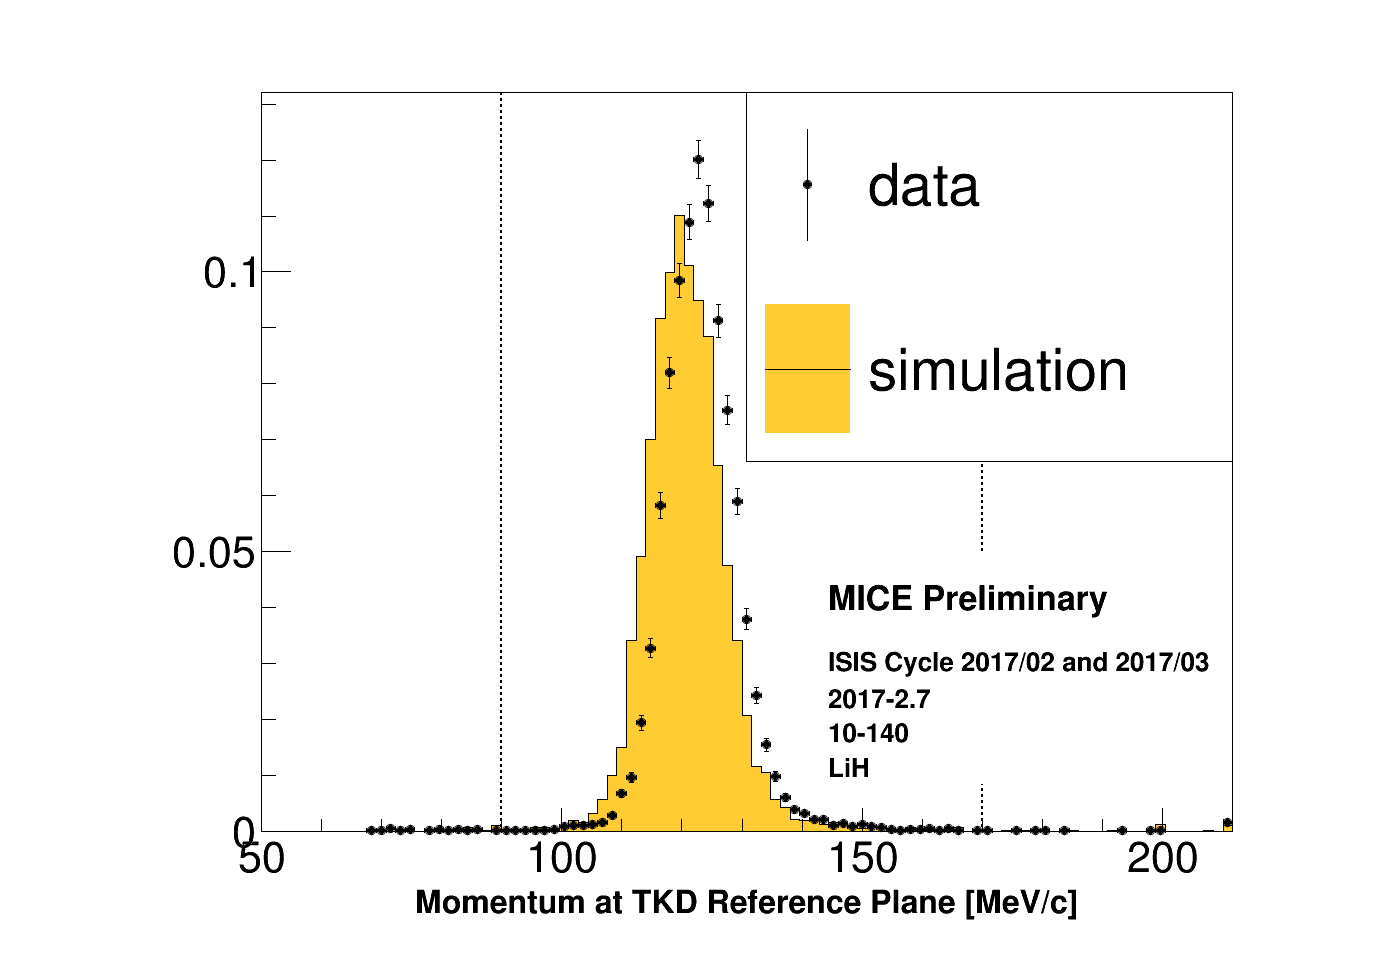 data
0.1
simulation
0.05
MICE Preliminary
ISIS Cycle 2017/02 and 2017/03
2017-2.7
10-140
LiH
0
50 100 150 200
Momentum at TKD Reference Plane [MeV/c]